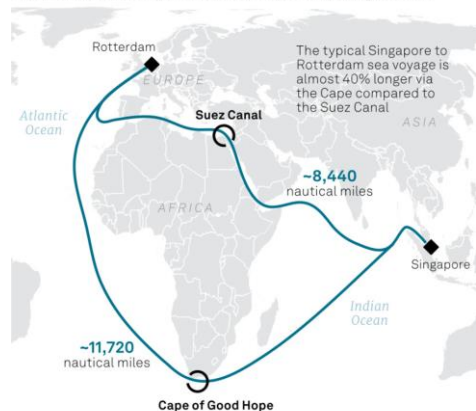 Rotterdam
The typical Singapore to
Rotterdam sea voyage is
almost 40% longer via
the Cape compared to
the Suez Canal
EUROPE
Atlantic
Ocean
Suez Canal
ASIA
~8,440
nautical miles
AFRICA
Singapore
Indian
Ocean
~11,720
nautical miles
Cape of Good Hope